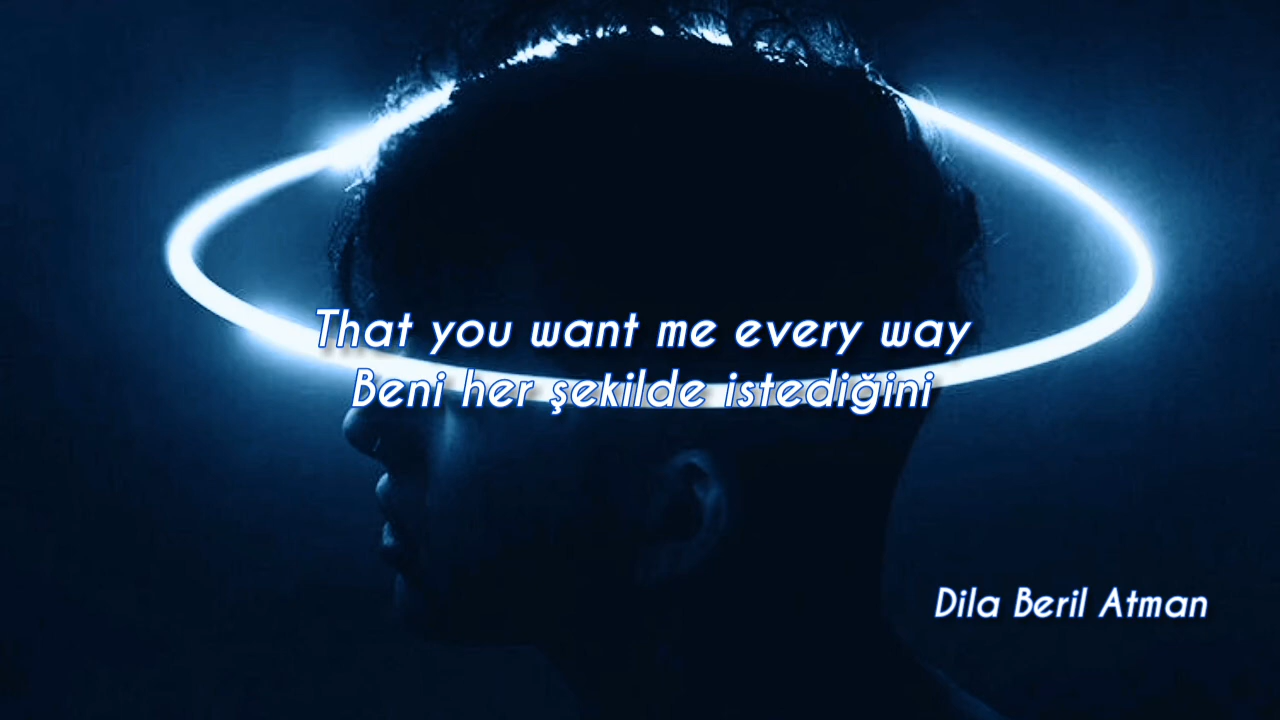 That you want me every way
Beni her şekilde istediğini
Dila Beril Atman